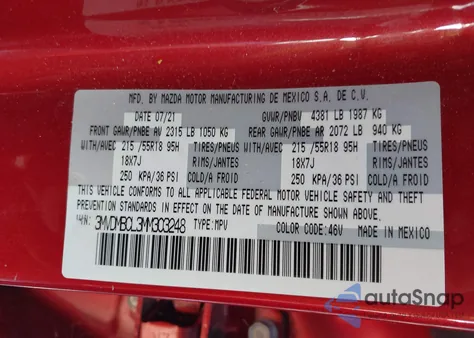 MFD. BY MAZDA MOTOR MANUFACTURING DE MEXICO S.A. DE C.V.
DATE 07/21 GVWR/PNBV 4381 LB 1987 KG
FRONT GAWR/PNBE AV 2315 LB 1050 KG REAR GAWR/PNBE AR 2072 LB 940 KG
WITH/AVEC 215 /55R18 95H WITH/AVEC 215 /55R18 95H
18X7J RIMS/JANTES 18X7J RIMS/JANTES
250 KPA/36 PSI COLD/A FROID 250 KPA/36 PSI COLD/A FROID
THIS VEHICLE CONFORMS TO ALL APPLICABLE FEDERAL MOTOR VEHICLE SAFETY AND THEFT
PREVENTION STANDARDS IN EFFECT ON THE DATE OF MANUFACTURE SHOWN ABOVE.
VIN: 3MVDMBCL3MM303248 TYPE:MPV COLOR CODE:46V MADE IN MEXICO
autoSnap